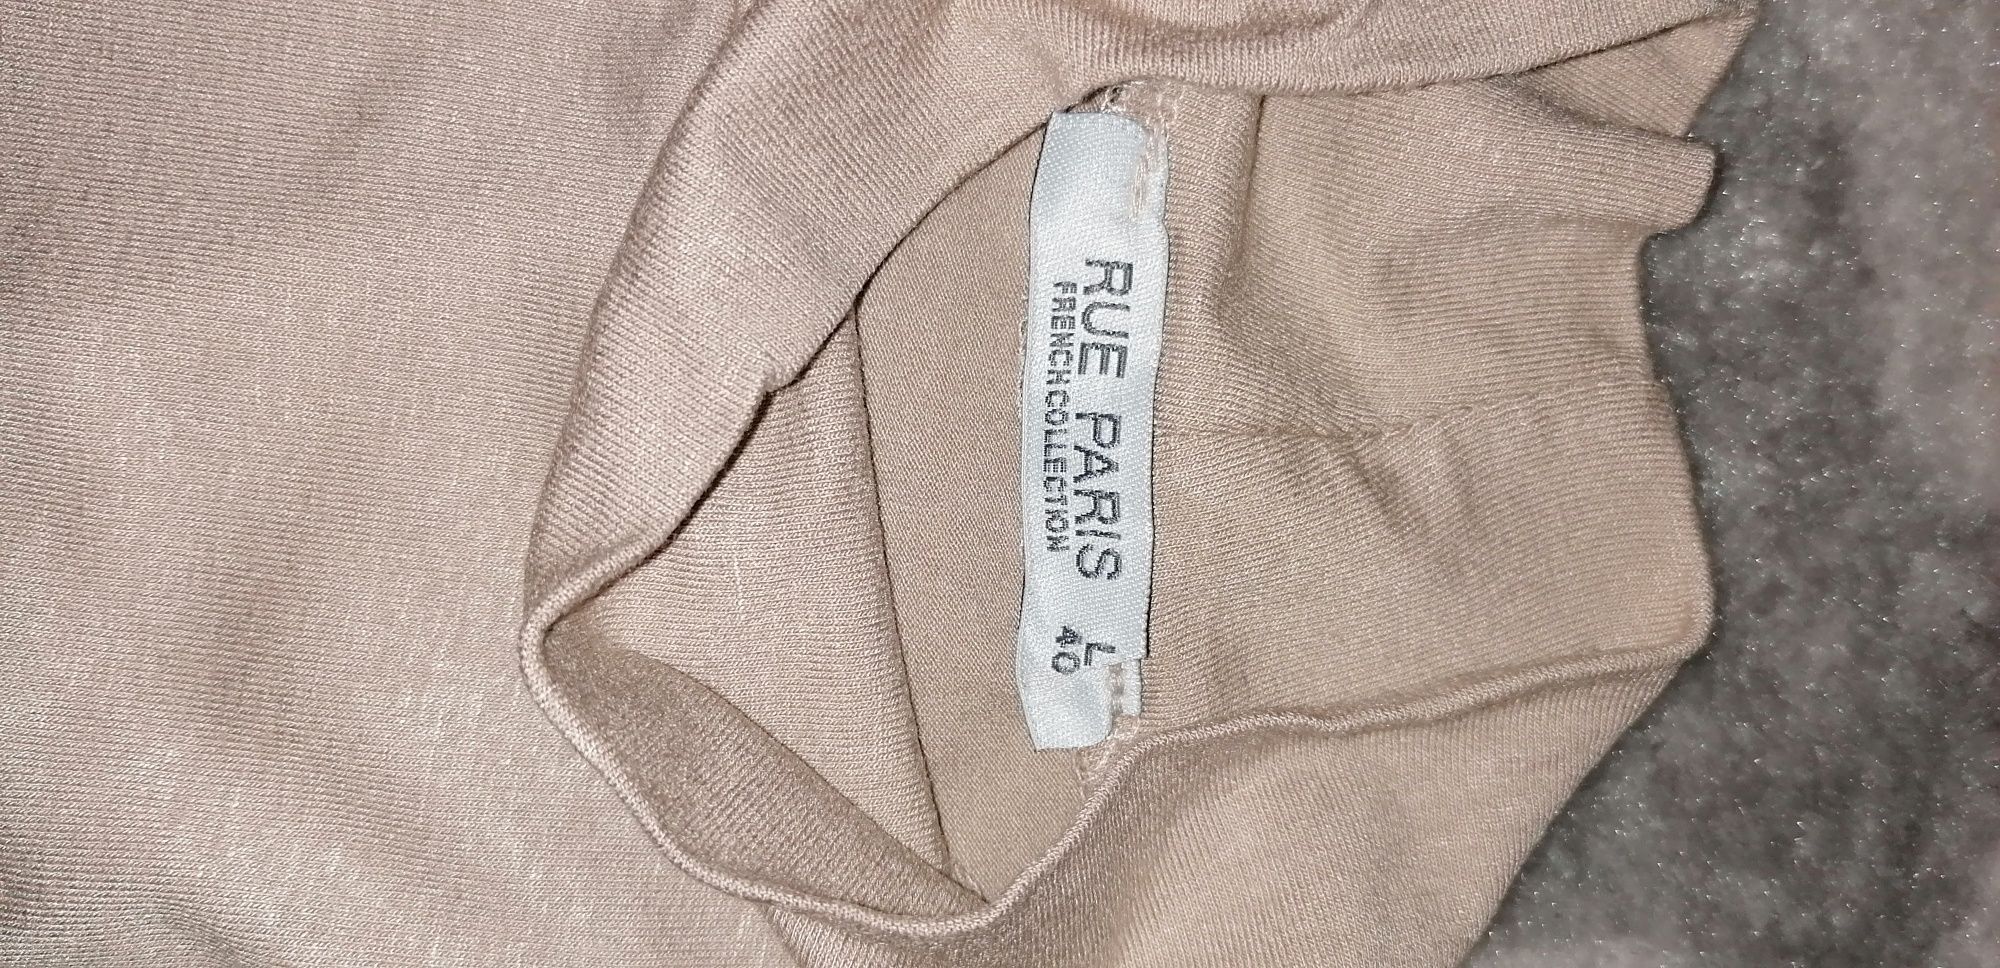 RUE PARIS
FRENCH COLLECTION
L
40